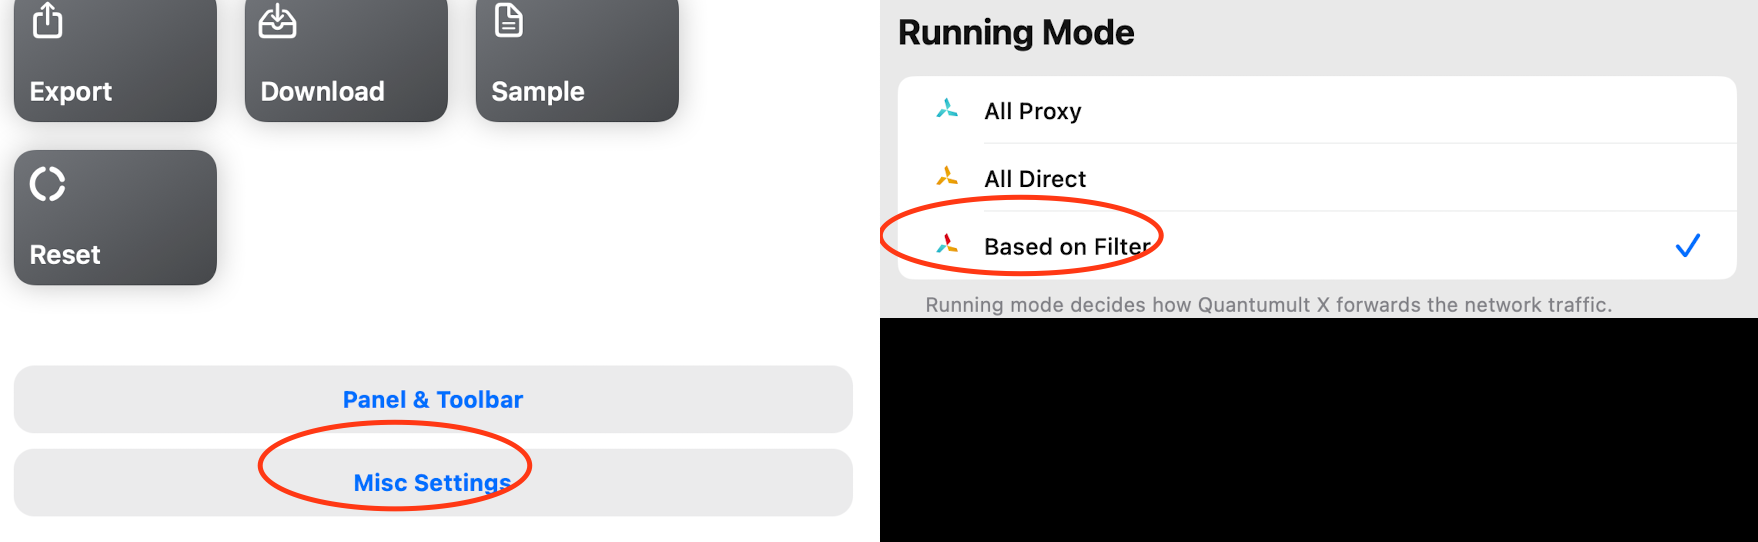 Export
Download
Sample
Reset
Panel & Toolbar
Misc Settings
Running Mode
All Proxy
All Direct
Based on Filter
Running mode decides how Quantumult X forwards the network traffic.